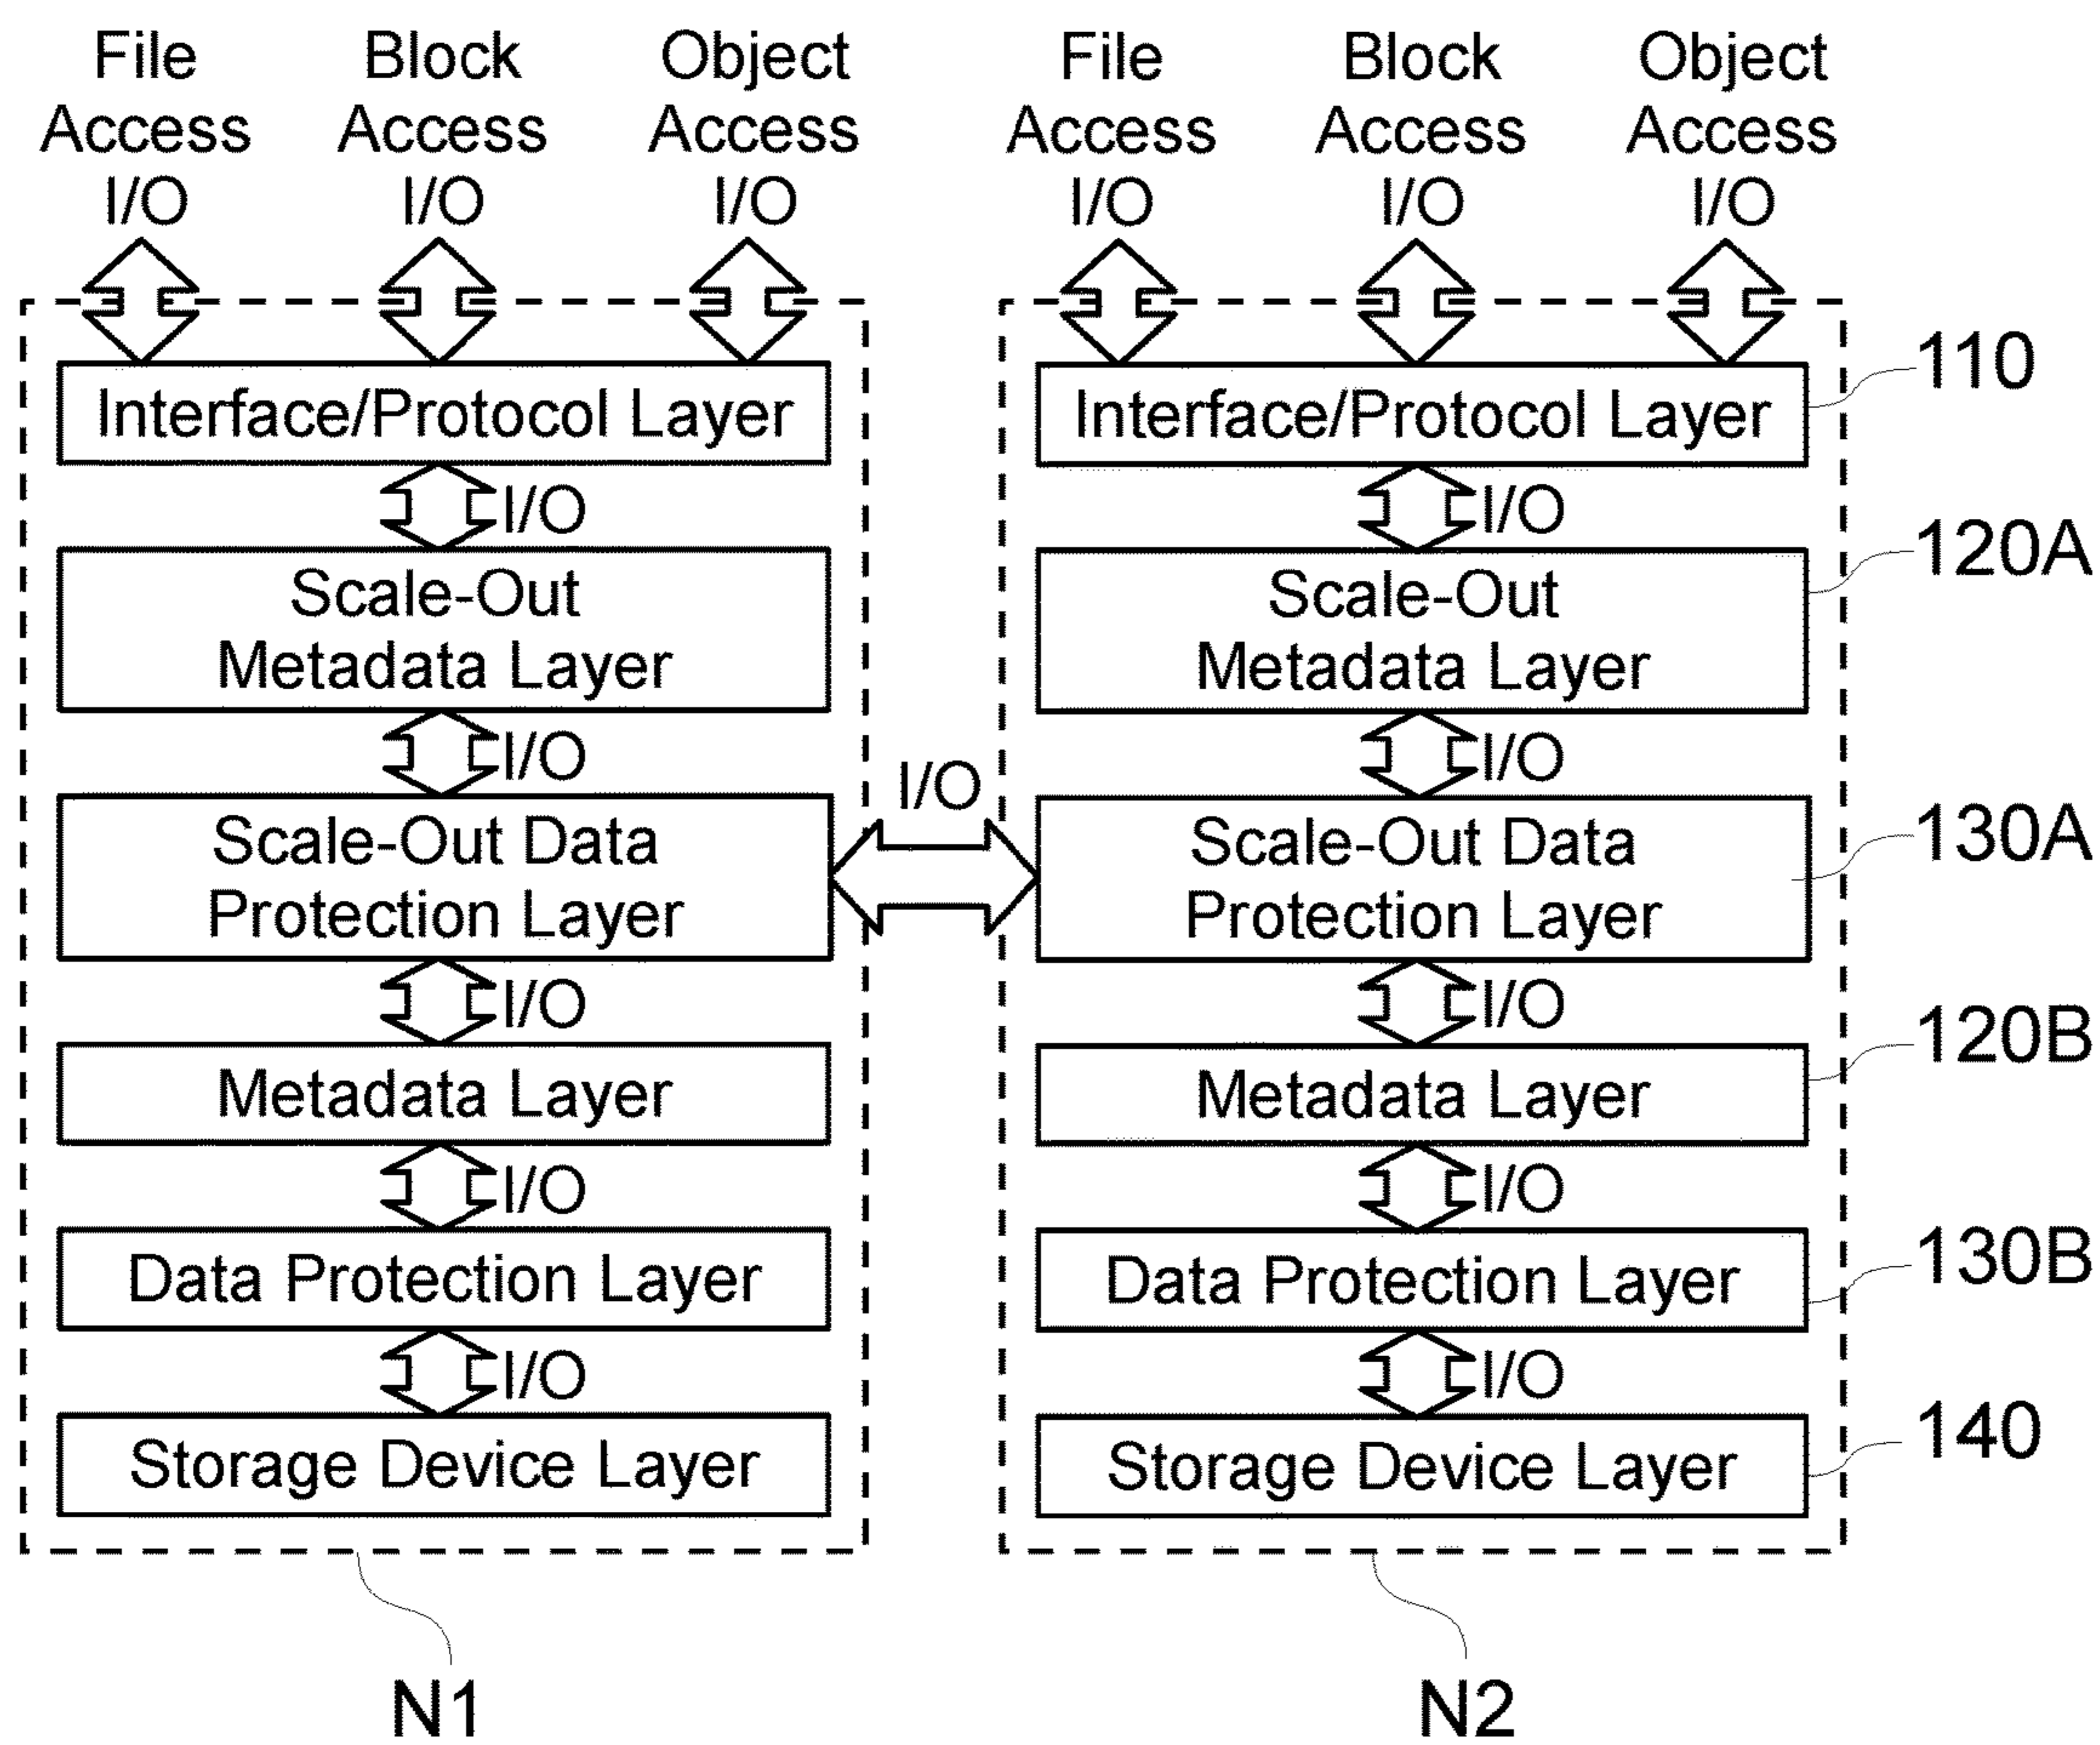 File Block Object File Block Object
Access Access Access Access Access Access
I/O I/O I/O I/O I/O I/O
Interface/Protocol Layer Interface/Protocol Layer 110
I/O I/O
Scale-Out Scale-Out 120A
Metadata Layer Metadata Layer
I/O I/O I/O
Scale-Out Data Scale-Out Data 130A
Protection Layer Protection Layer
I/O I/O
Metadata Layer Metadata Layer 120B
I/O I/O
Data Protection Layer Data Protection Layer 130B
I/O I/O
Storage Device Layer Storage Device Layer 140
N1 N2